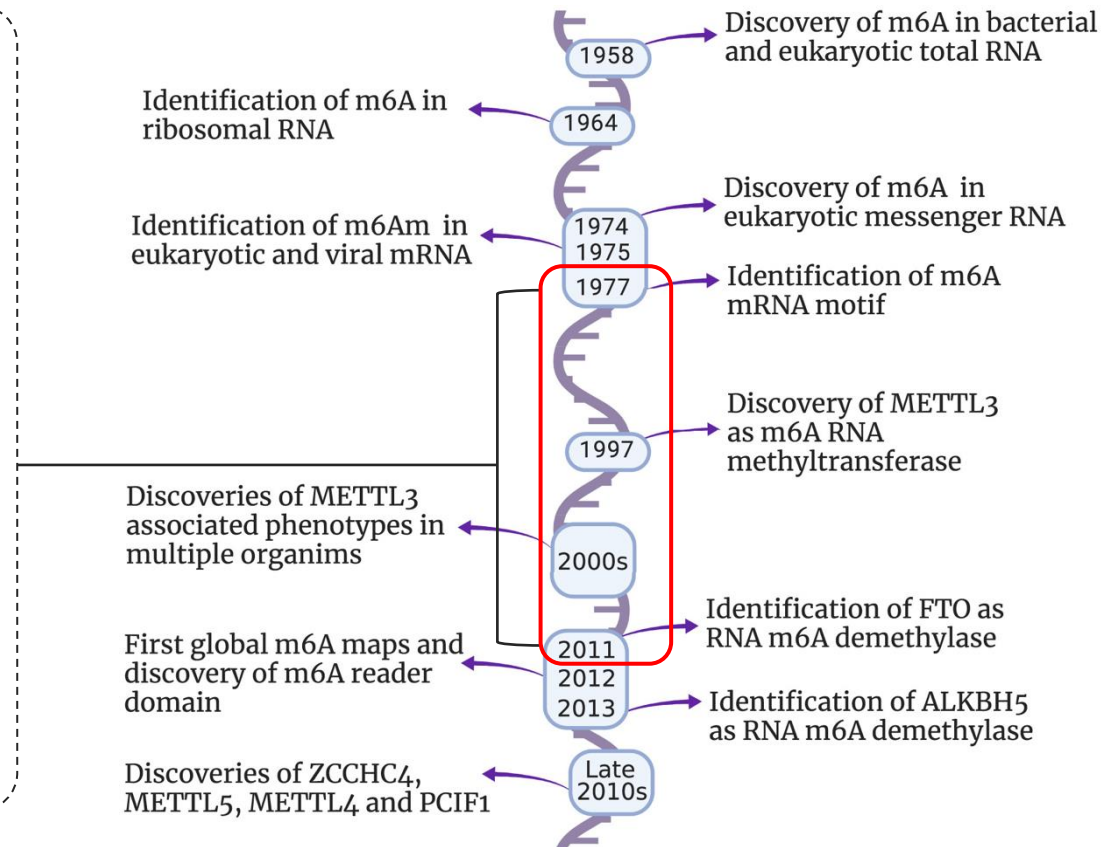 Discovery of m6A in bacterial
and eukaryotic total RNA
1958
Identification of m6A in
ribosomal RNA
1964
Discovery of m6A in
eukaryotic messenger RNA
Identification of m6Am in
eukaryotic and viral mRNA
1974
1975
1977
Identification of m6A
mRNA motif
Discovery of METTL3
as m6A RNA
methyltransferase
1997
Discoveries of METTL3
associated phenotypes in
multiple organims
2000s
Identification of FTO as
RNA m6A demethylase
First global m6A maps and
discovery of m6A reader
domain
2011
2012
2013
Identification of ALKBH5
as RNA m6A demethylase
Discoveries of ZCCHC4,
METTL5, METTL4 and PCIF1
Late
2010s